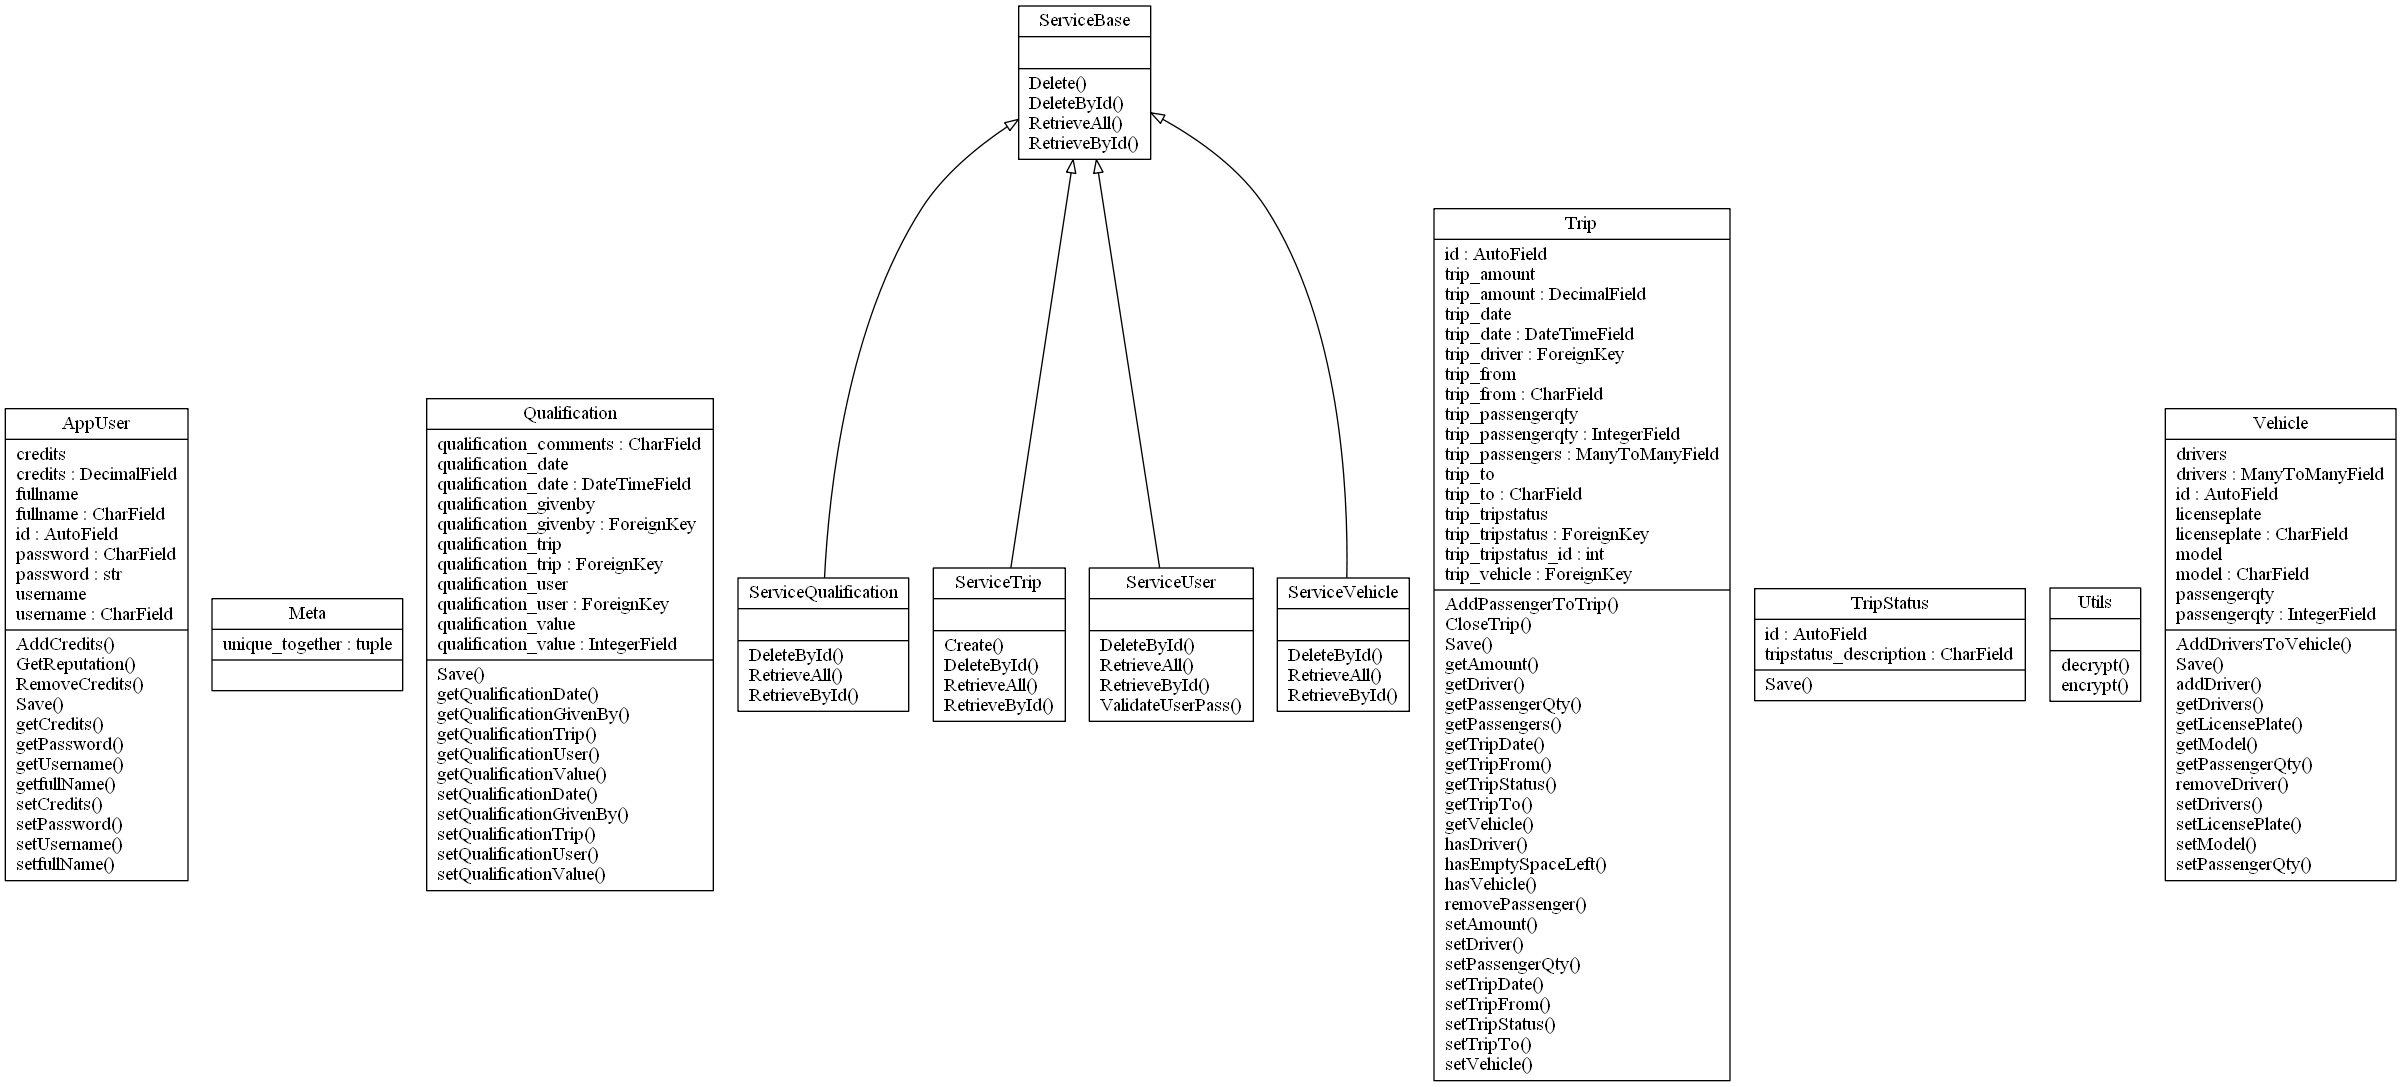 ServiceBase
Delete()
DeleteById()
RetrieveAll()
RetrieveById()
AppUser
credits
credits : DecimalField
fullname
fullname : CharField
id : AutoField
password : CharField
password : str
username
username : CharField
AddCredits()
GetReputation()
RemoveCredits()
Save()
getCredits()
getPassword()
getUsername()
getfullName()
setCredits()
setPassword()
setUsername()
setfullName()
Meta
unique_together : tuple
Qualification
qualification_comments : CharField
qualification_date
qualification_date : DateTimeField
qualification_givenby
qualification_givenby : ForeignKey
qualification_trip
qualification_trip : ForeignKey
qualification_user
qualification_user : ForeignKey
qualification_value
qualification_value : IntegerField
Save()
getQualificationDate()
getQualificationGivenBy()
getQualificationTrip()
getQualificationUser()
getQualificationValue()
setQualificationDate()
setQualificationGivenBy()
setQualificationTrip()
setQualificationUser()
setQualificationValue()
ServiceQualification
DeleteById()
RetrieveAll()
RetrieveById()
ServiceTrip
Create()
DeleteById()
RetrieveAll()
RetrieveById()
ServiceUser
DeleteById()
RetrieveAll()
RetrieveById()
ValidateUserPass()
ServiceVehicle
DeleteById()
RetrieveAll()
RetrieveById()
Trip
id : AutoField
trip_amount
trip_amount : DecimalField
trip_date
trip_date : DateTimeField
trip_driver : ForeignKey
trip_from
trip_from : CharField
trip_passengerqty
trip_passengerqty : IntegerField
trip_passengers : ManyToManyField
trip_to
trip_to : CharField
trip_tripstatus
trip_tripstatus : ForeignKey
trip_tripstatus_id : int
trip_vehicle : ForeignKey
AddPassengerToTrip()
CloseTrip()
Save()
getAmount()
getDriver()
getPassengerQty()
getPassengers()
getTripDate()
getTripFrom()
getTripStatus()
getTripTo()
getVehicle()
hasDriver()
hasEmptySpaceLeft()
hasVehicle()
removePassenger()
setAmount()
setDriver()
setPassengerQty()
setTripDate()
setTripFrom()
setTripStatus()
setTripTo()
setVehicle()
TripStatus
id : AutoField
tripstatus_description : CharField
Save()
Utils
decrypt()
encrypt()
Vehicle
drivers
drivers : ManyToManyField
id : AutoField
licenseplate
licenseplate : CharField
model
model : CharField
passengerqty
passengerqty : IntegerField
AddDriversToVehicle()
Save()
addDriver()
getDrivers()
getLicensePlate()
getModel()
getPassengerQty()
removeDriver()
setDrivers()
setLicensePlate()
setModel()
setPassengerQty()